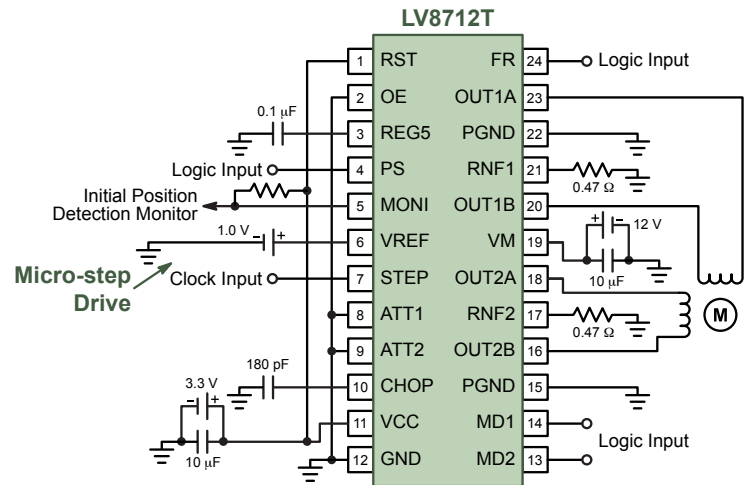 LV8712T
1 RST FR 24 Logic Input
2 OE OUT1A 23
0.1 μF
3 REG5 PGND 22
Logic Input 4 PS RNF1 21
0.47 Ω
Initial Position
Detection Monitor
5 MONI OUT1B 20
1.0 V - +
6 VREF VM 19
+ - 12 V
10 μF
Micro-step
Drive
Clock Input 7 STEP OUT2A 18
8 ATT1 RNF2 17
0.47 Ω
M
9 ATT2 OUT2B 16
180 pF
10 CHOP PGND 15
3.3 V
- +
10 μF
11 VCC MD1 14
Logic Input
12 GND MD2 13